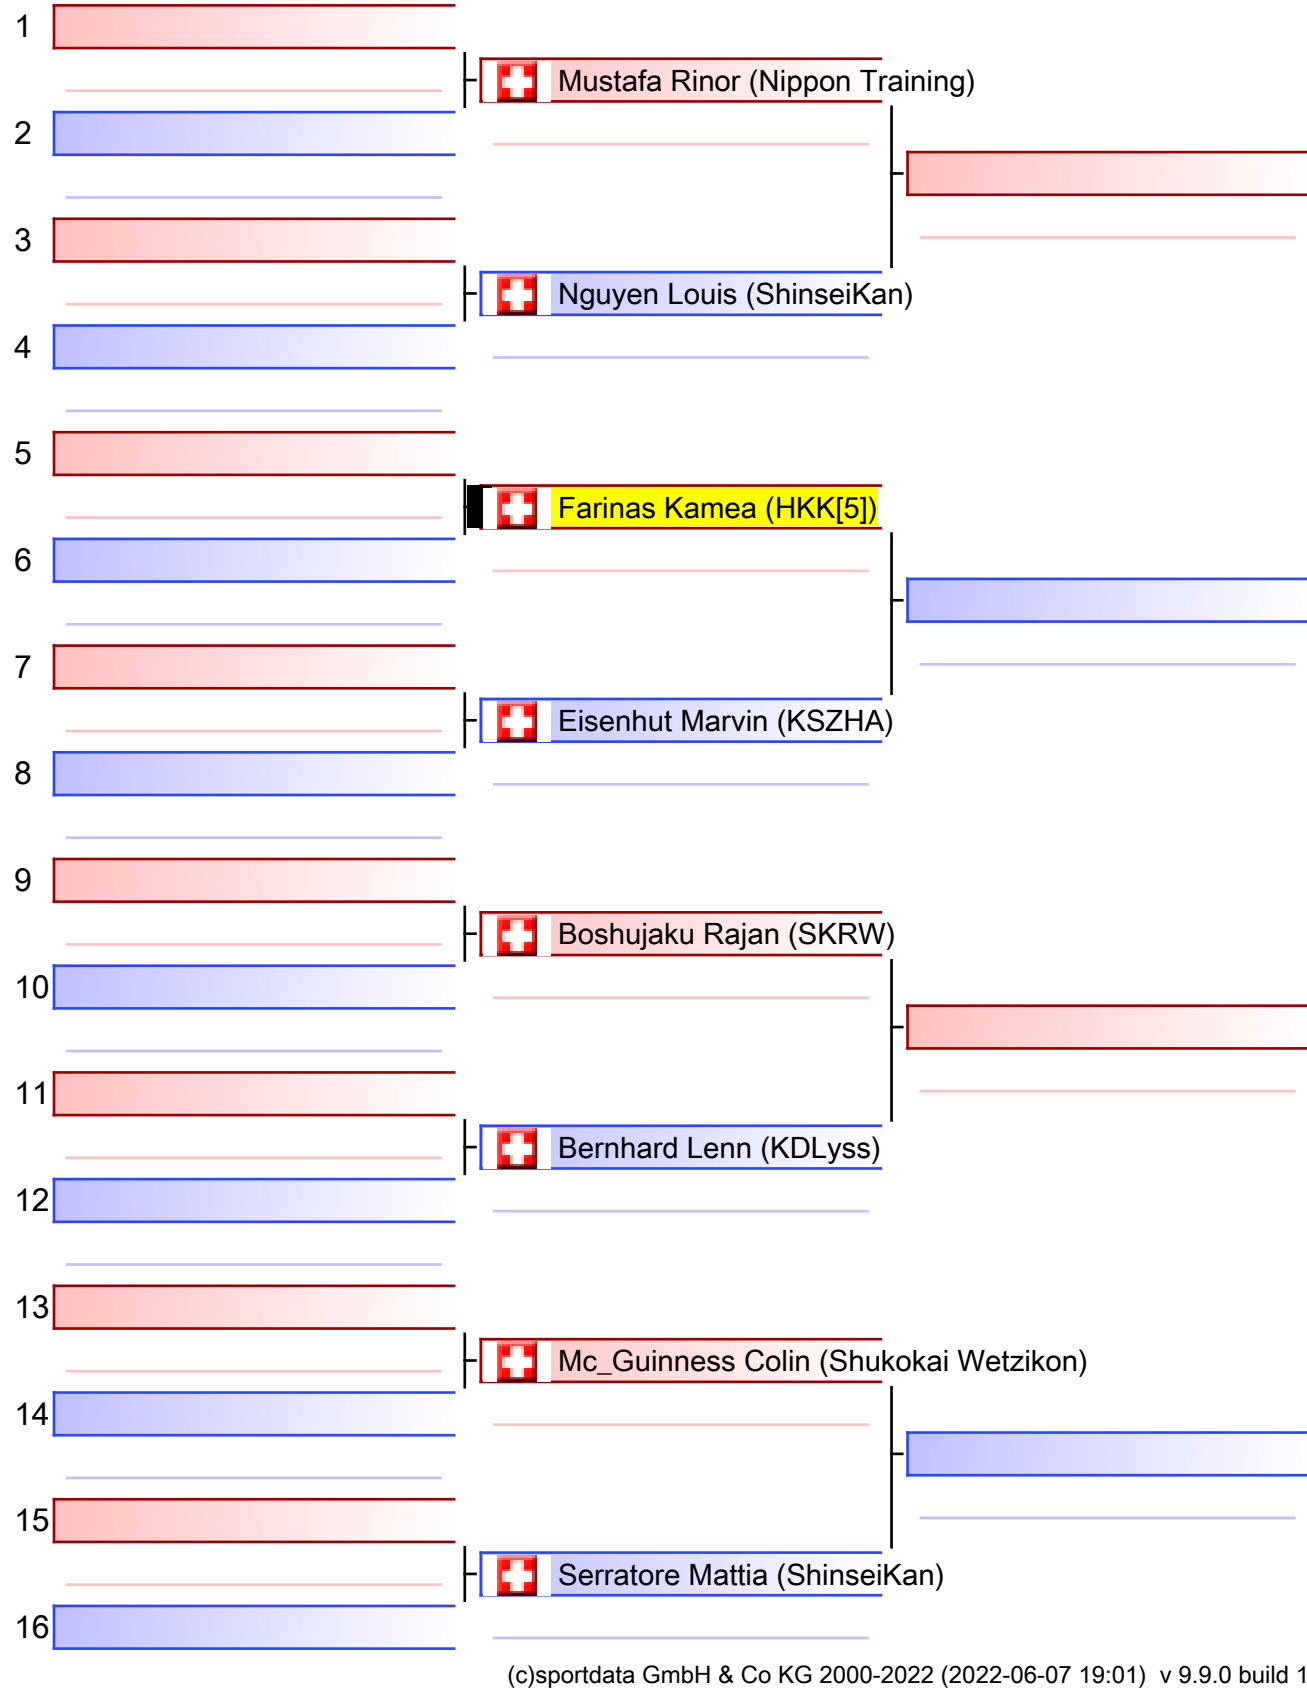 1
Mustafa Rinor (Nippon Training)
2
3
Nguyen Louis (ShinseiKan)
4
5
Farinas Kamea (HKK[5])
6
7
Eisenhut Marvin (KSZHA)
8
9
Boshujaku Rajan (SKRW)
10
11
Bernhard Lenn (KDLyss)
12
13
Mc_Guinness Colin (Shukokai Wetzikon)
14
15
Serratore Mattia (ShinseiKan)
16
(c)sportdata GmbH & Co KG 2000-2022 (2022-06-07 19:01) v 9.9.0 build 1